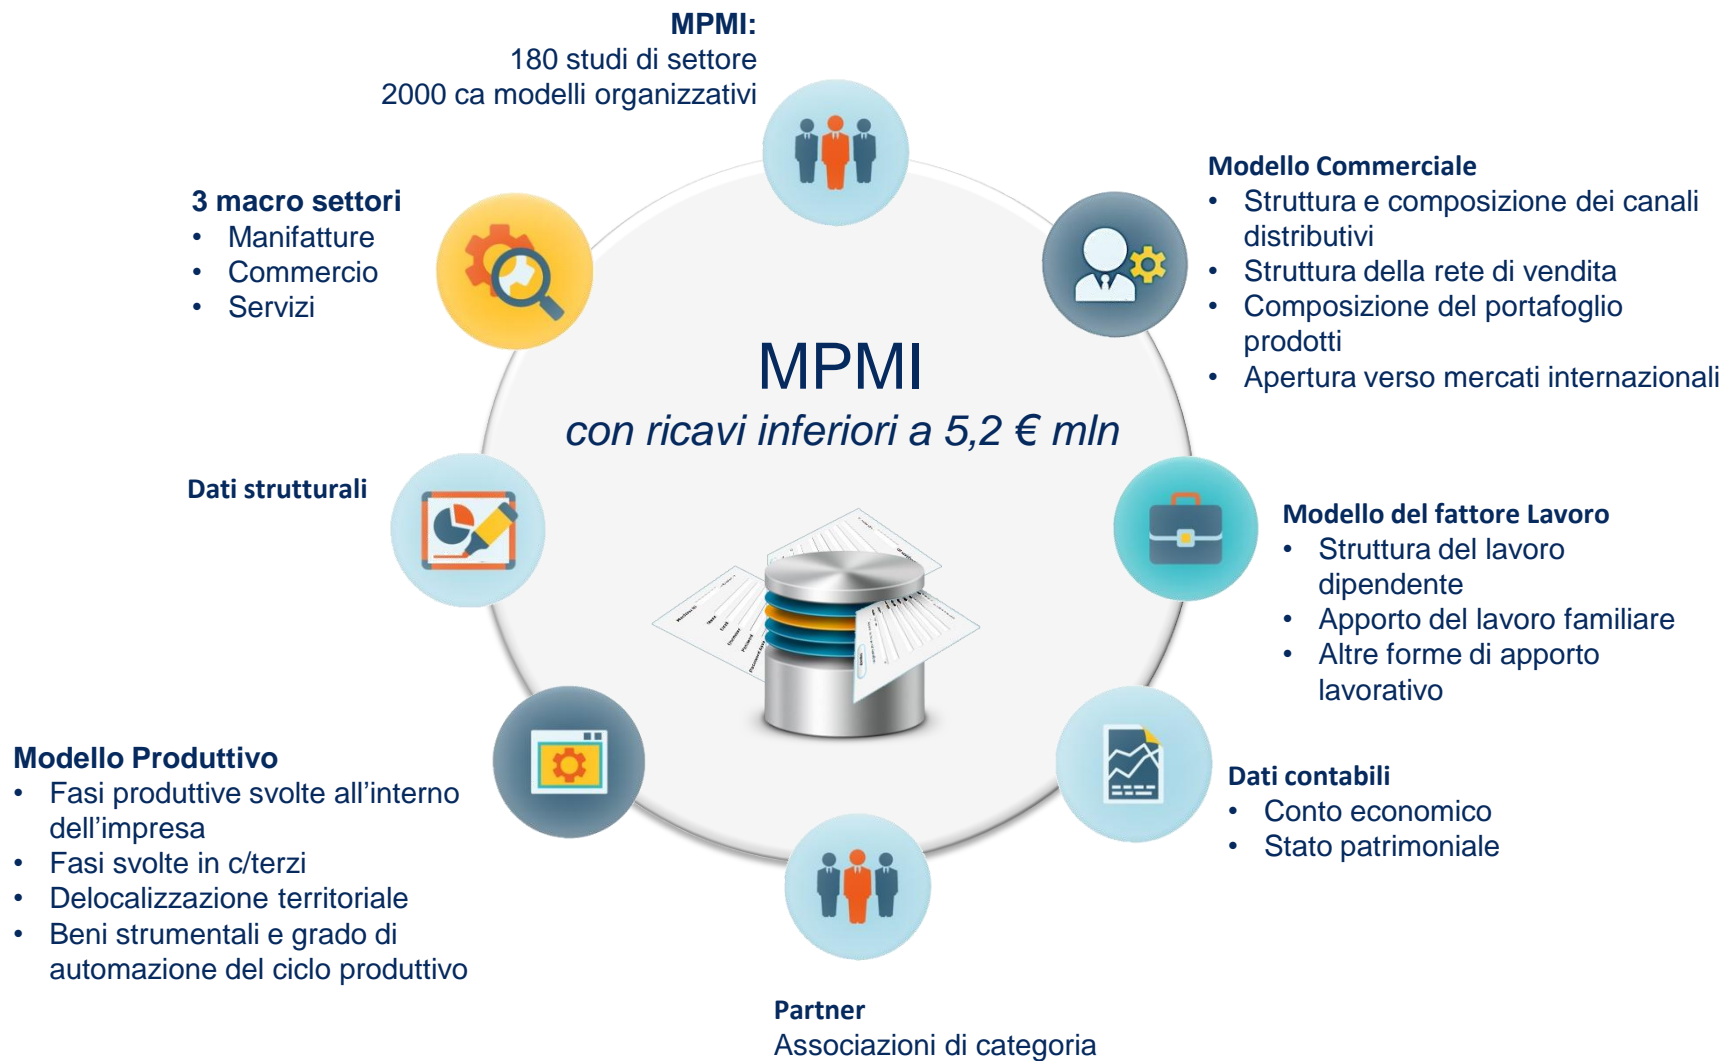 MPMI:
180 studi di settore
2000 ca modelli organizzativi
Modello Commerciale
• Struttura e composizione dei canali
distributivi
• Struttura della rete di vendita
• Composizione del portafoglio
prodotti
• Apertura verso mercati internazionali
3 macro settori
• Manifatture
• Commercio
• Servizi
MPMI
con ricavi inferiori a 5,2 € mln
Dati strutturali
Modello del fattore Lavoro
• Struttura del lavoro
dipendente
• Apporto del lavoro familiare
• Altre forme di apporto
lavorativo
Modello Produttivo
• Fasi produttive svolte all’interno
dell’impresa
• Fasi svolte in c/terzi
• Delocalizzazione territoriale
• Beni strumentali e grado di
automazione del ciclo produttivo
Dati contabili
• Conto economico
• Stato patrimoniale
Partner
Associazioni di categoria